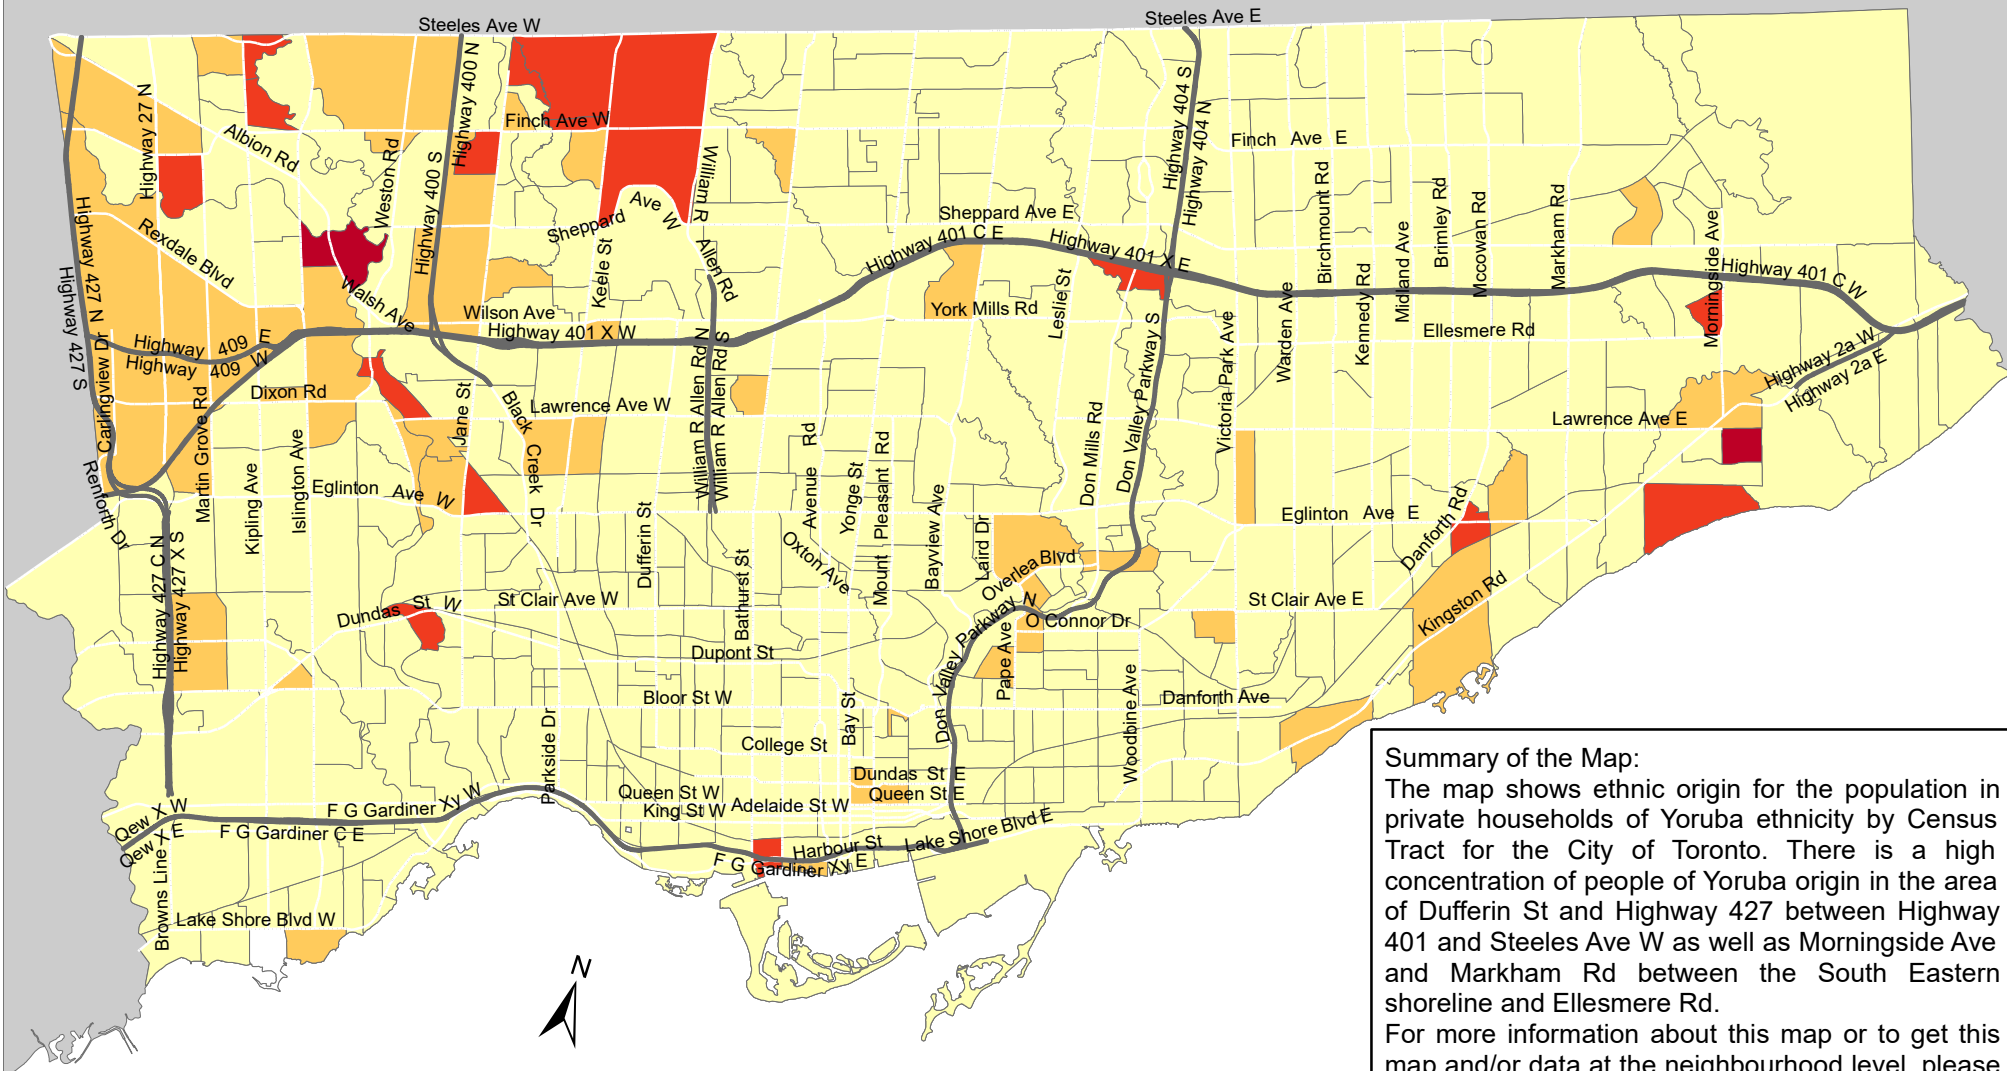 Steeles Ave W
Steeles Ave E
Highway 400 N
Highway 404 S
Highway 404 N
Highway 27 N
Albion Rd
Finch Ave W
Finch Ave E
Weston Rd
Highway 400 S
William R
Allen Rd
Sheppard Ave W
Keele St
Sheppard Ave E
Highway 401 C E
Highway 401 X E
Leslie St
York Mills Rd
Birchmount Rd
Kennedy Rd
Midland Ave
Brimley Rd
Mccowan Rd
Markham Rd
Morningside Ave
Highway 401 C W
Highway 427 N
Highway 427 S
Rexdale Blvd
Walsh Ave
Wilson Ave
Highway 401 X W
Ellesmere Rd
Highway 409 E
Highway 409 W
Carlingview Dr
Dixon Rd
Martin Grove Rd
Kipling Ave
Islington Ave
Jane St
Black Creek Dr
Lawrence Ave W
William R Allen Rd N
William R Allen Rd S
Avenue Rd
Yonge St
Mount Pleasant Rd
Bayview Ave
Don Mills Rd
Don Valley Parkway S
Victoria Park Ave
Warden Ave
Highway 2a W
Highway 2a E
Lawrence Ave E
Renforth Dr
Eglinton Ave W
Eglinton Ave E
Danforth Rd
Highway 427 C N
Highway 427 X S
Dufferin St
Bathurst St
Oxton Ave
Laird Dr
Overlea Blvd
Don Valley Parkway N
O Connor Dr
Pape Ave
St Clair Ave W
St Clair Ave E
Kingston Rd
Dundas St W
Dupont St
Bloor St W
Bay St
Woodbine Ave
Danforth Ave
Parkside Dr
College St
Dundas St E
Queen St W
Queen St E
King St W
Adelaide St W
Qew X W
Qew X E
F G Gardiner Xy W
F G Gardiner C E
Harbour St
Lake Shore Blvd E
F G Gardiner Xy E
Browns Line
Lake Shore Blvd W
N
Summary of the Map:
The map shows ethnic origin for the population in
private households of Yoruba ethnicity by Census
Tract for the City of Toronto. There is a high
concentration of people of Yoruba origin in the area
of Dufferin St and Highway 427 between Highway
401 and Steeles Ave W as well as Morningside Ave
and Markham Rd between the South Eastern
shoreline and Ellesmere Rd.
For more information about this map or to get this
map and/or data at the neighbourhood level, please